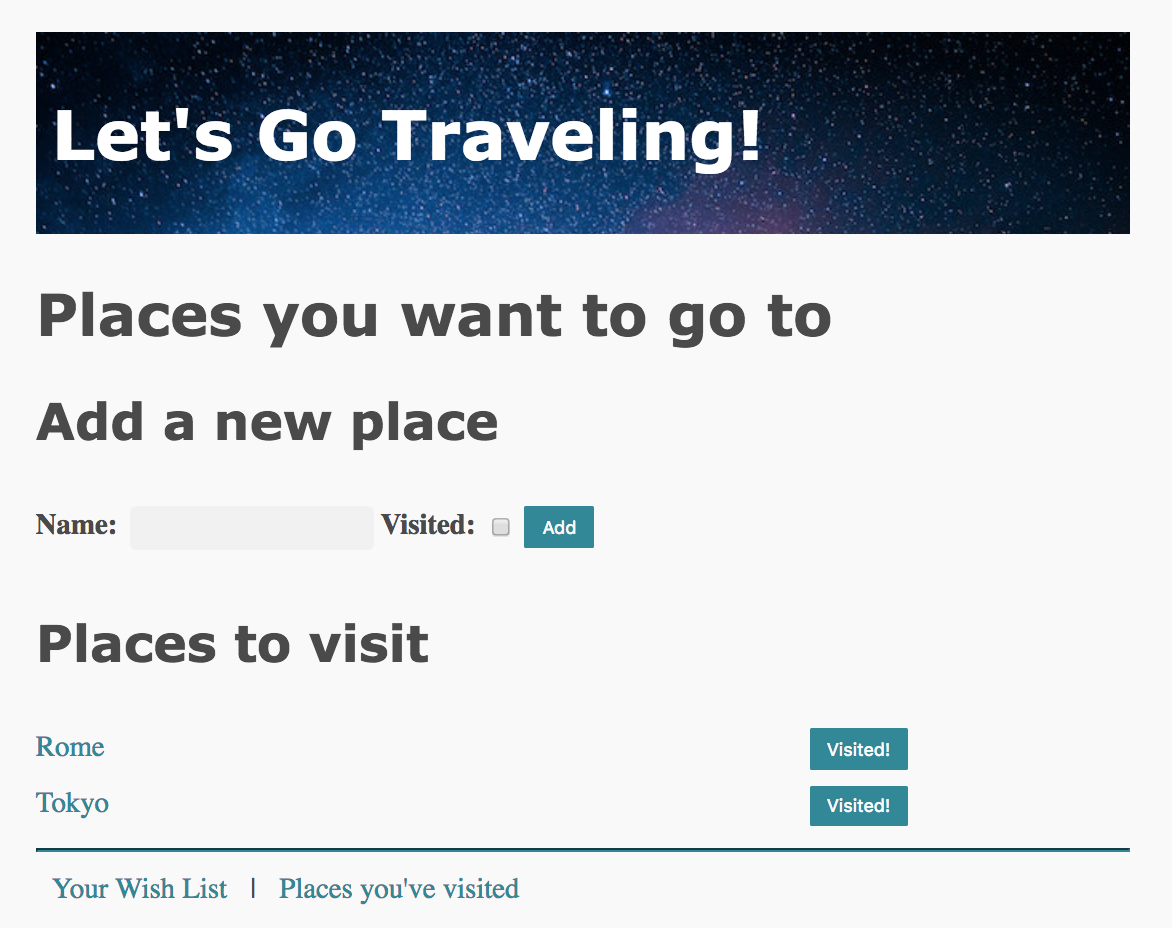 Let's Go Traveling!
Places you want to go to
Add a new place
Name: Visited: Add
Places to visit
Rome Visited!
Tokyo Visited!
Your Wish List | Places you've visited